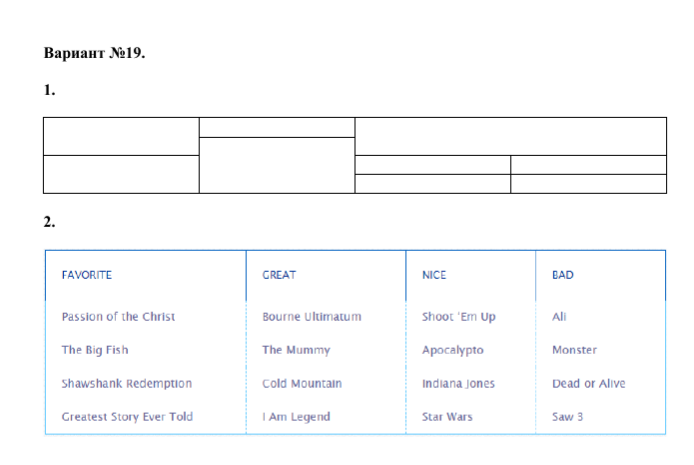 Вариант №19.
1.
2.
FAVORITE GREAT NICE BAD
Passion of the Christ Bourne Ultimatum Shoot 'Em Up Ali
The Big Fish The Mummy Apocalypto Monster
Shawshank Redemption Cold Mountain Indiana Jones Dead or Alive
Greatest Story Ever Told I Am Legend Star Wars Saw 3